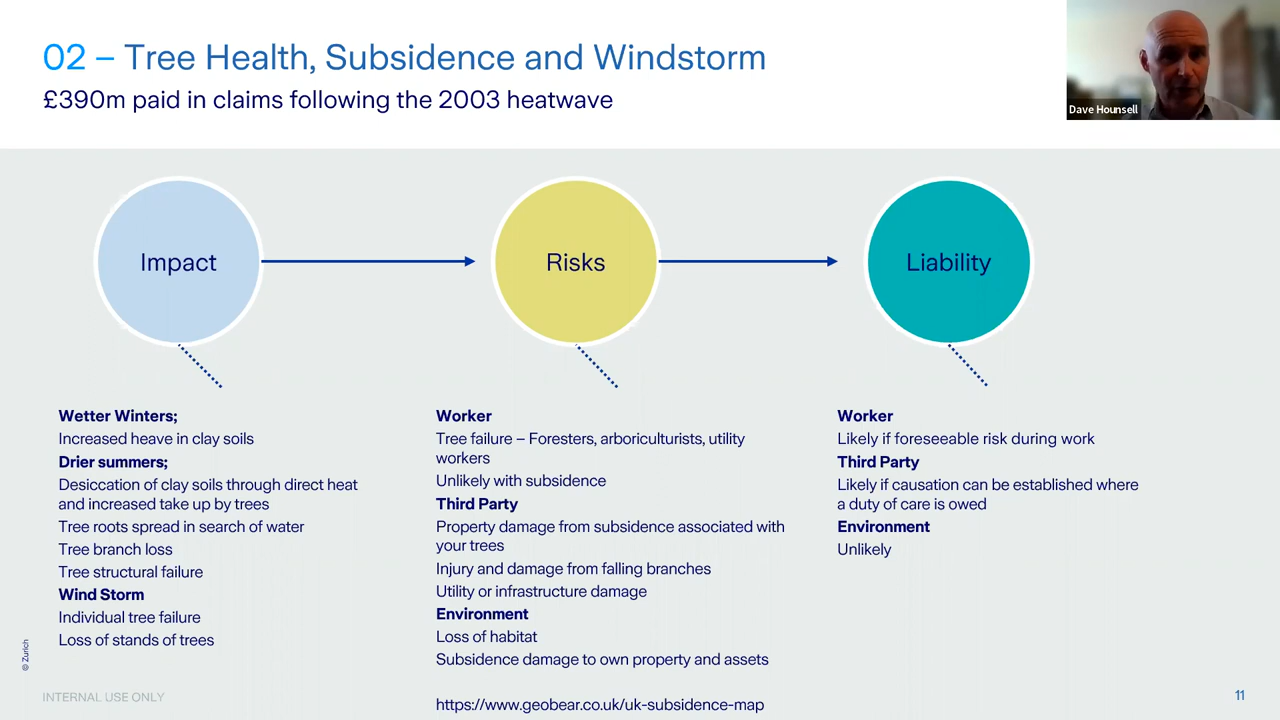 02 – Tree Health, Subsidence and Windstorm
£390m paid in claims following the 2003 heatwave
Dave Hounsell
Impact
Risks
Liability
Wetter Winters;
Increased heave in clay soils
Drier summers;
Desiccation of clay soils through direct heat
and increased take up by trees
Tree roots spread in search of water
Tree branch loss
Tree structural failure
Wind Storm
Individual tree failure
Loss of stands of trees
Worker
Tree failure – Foresters, arboriculturists, utility
workers
Unlikely with subsidence
Third Party
Property damage from subsidence associated with
your trees
Injury and damage from falling branches
Utility or infrastructure damage
Environment
Loss of habitat
Subsidence damage to own property and assets
https://www.geobear.co.uk/uk-subsidence-map
Worker
Likely if foreseeable risk during work
Third Party
Likely if causation can be established where
a duty of care is owed
Environment
Unlikely
© Zurich
INTERNAL USE ONLY
11